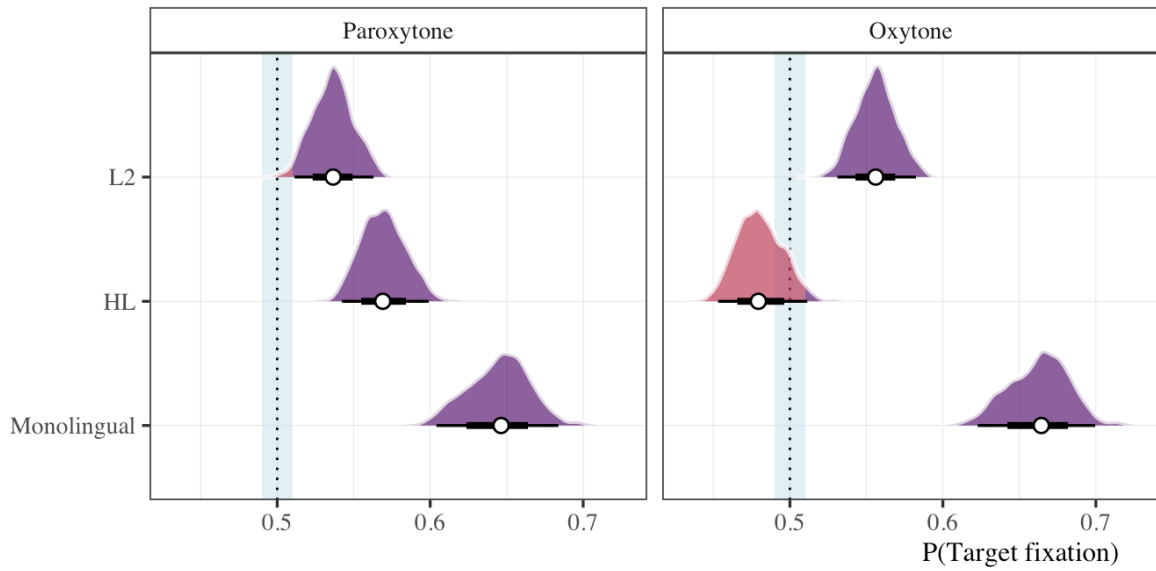 Paroxytone
Oxytone
L2
HL
Monolingual
0.5 0.6 0.7
0.5 0.6 0.7
P(Target fixation)